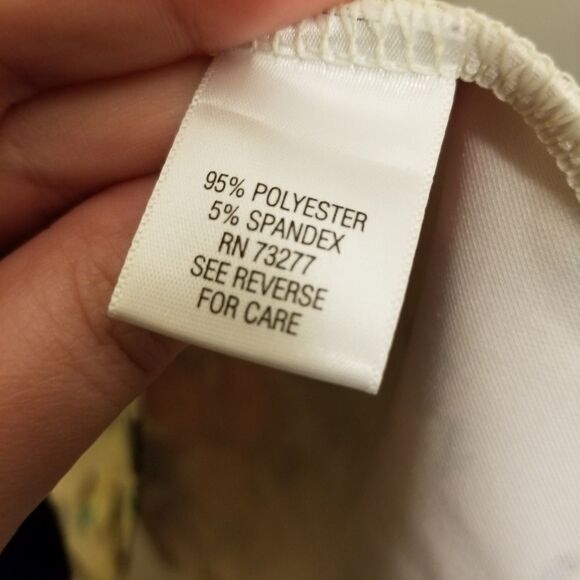 95% POLYESTER
5% SPANDEX
RN 73277
SEE REVERSE
FOR CARE